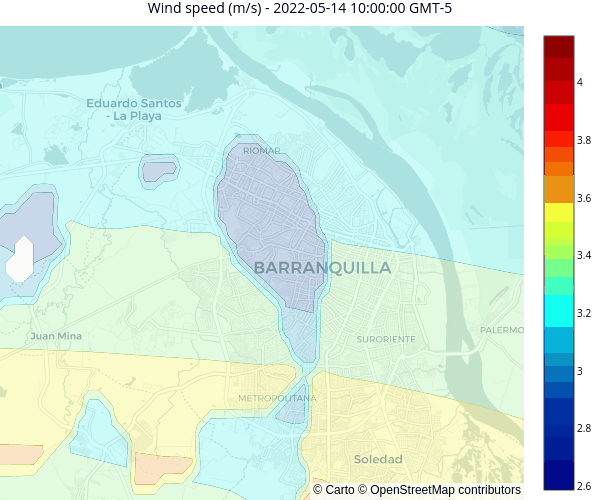 Wind speed (m/s) - 2022-05-14 10:00:00 GMT-5
Eduardo Santos
- La Playa
RIOMAR
BARRANQUILLA
Juan Mina
SURORIENTE
PALERMO
METROPOLITANA
Soledad
© Carto © OpenStreetMap contributors
4
3.8
3.6
3.4
3.2
3
2.8
2.6